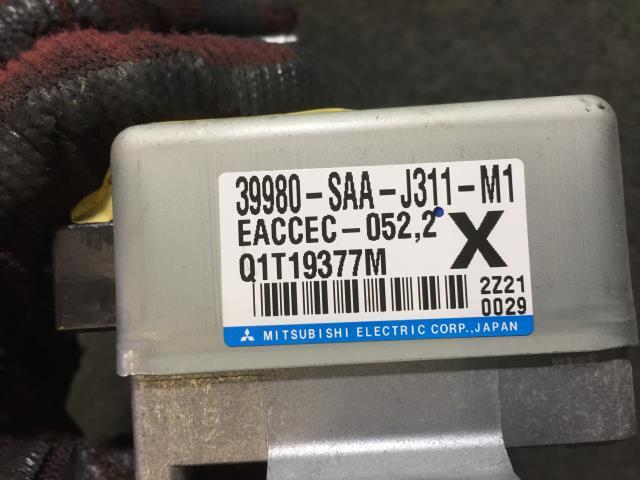 39980-SAA-J311-M1
EACCEC-052,2
X
Q1T19377M
2Z21
0029
MITSUBISHI ELECTRIC CORP.,JAPAN